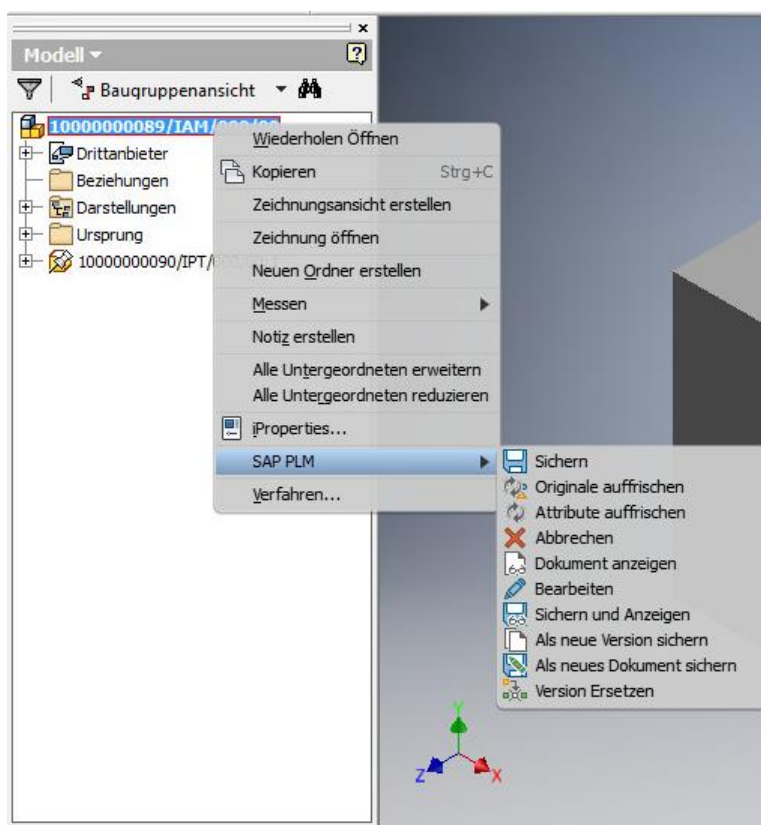 Modell
Baugruppenansicht
10000000089/IAM/000/00
Drittanbieter
Beziehungen
Darstellungen
Ursprung
10000000090/IPT/
Wiederholen Öffnen
Kopieren Strg+C
Zeichnungsansicht erstellen
Zeichnung öffnen
Neuen Ordner erstellen
Messen
Notiz erstellen
Alle Untergeordneten erweitern
Alle Untergeordneten reduzieren
iProperties...
SAP PLM
Verfahren...
Sichern
Originale auffrischen
Attribute auffrischen
Abbrechen
Dokument anzeigen
Bearbeiten
Sichern und Anzeigen
Als neue Version sichern
Als neues Dokument sichern
Version Ersetzen
Y
Z
X